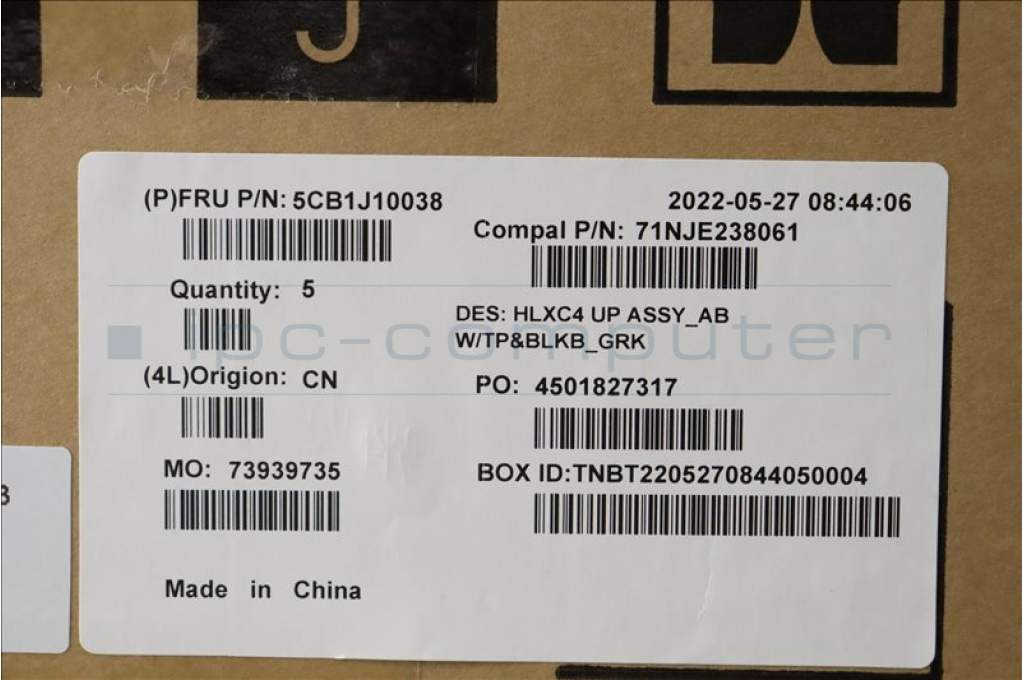 (P)FRU P/N: 5CB1J10038
2022-05-27 08:44:06
Compal P/N: 71NJE238061
Quantity: 5
DES: HLXC4 UP ASSY_AB
W/TP&BLKB_GRK
ipc-computer
(4L)Origion: CN
PO: 4501827317
MO: 73939735
BOX ID:TNBT2205270844050004
Made in China